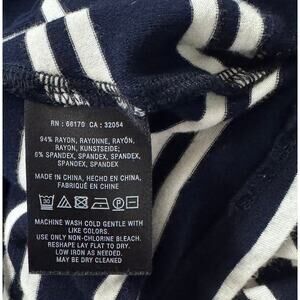 RN : 66170 CA : 32054
94% RAYON, RAYONNE, RAYÓN,
RAYON, KUNSTSEIDE;
6% SPANDEX, SPANDEX, SPANDEX,
SPANDEX, SPANDEX
MADE IN CHINA, HECHO EN CHINA,
FABRIQUÉ EN CHINE
30
MACHINE WASH COLD GENTLE WITH
LIKE COLORS.
USE ONLY NON-CHLORINE BLEACH.
RESHAPE LAY FLAT TO DRY.
LOW IRON AS NEEDED.
MAY BE DRY CLEANED